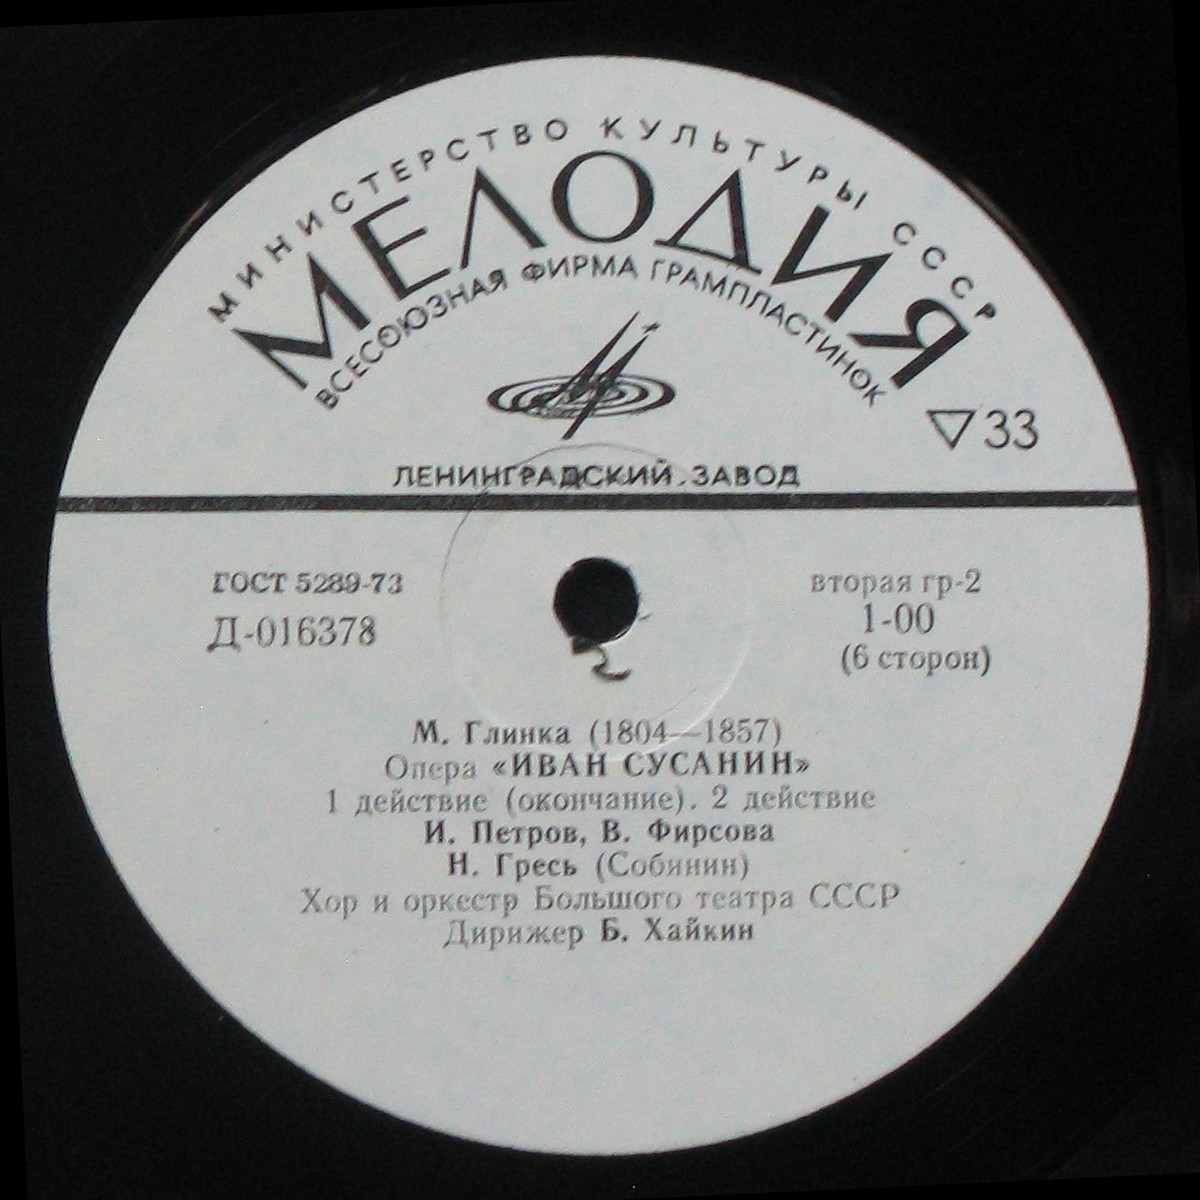 МИНИСТЕРСТВО КУЛЬТУРЫ СССР
МЕЛОДИЯ
ВСЕСОЮЗНАЯ ФИРМА ГРАМПЛАСТИНОК
33
ЛЕНИНГРАДСКИЙ ЗАВОД
ГОСТ 5289-73
Д-016378
вторая гр-2
1-00
(6 сторон)
М. Глинка (1804—1857)
Опера «ИВАН СУСАНИН»
1 действие (окончание). 2 действие
И. Петров, В. Фирсова
Н. Гресь (Собинин)
Хор и оркестр Большого театра СССР
Дирижер Б. Хайкин